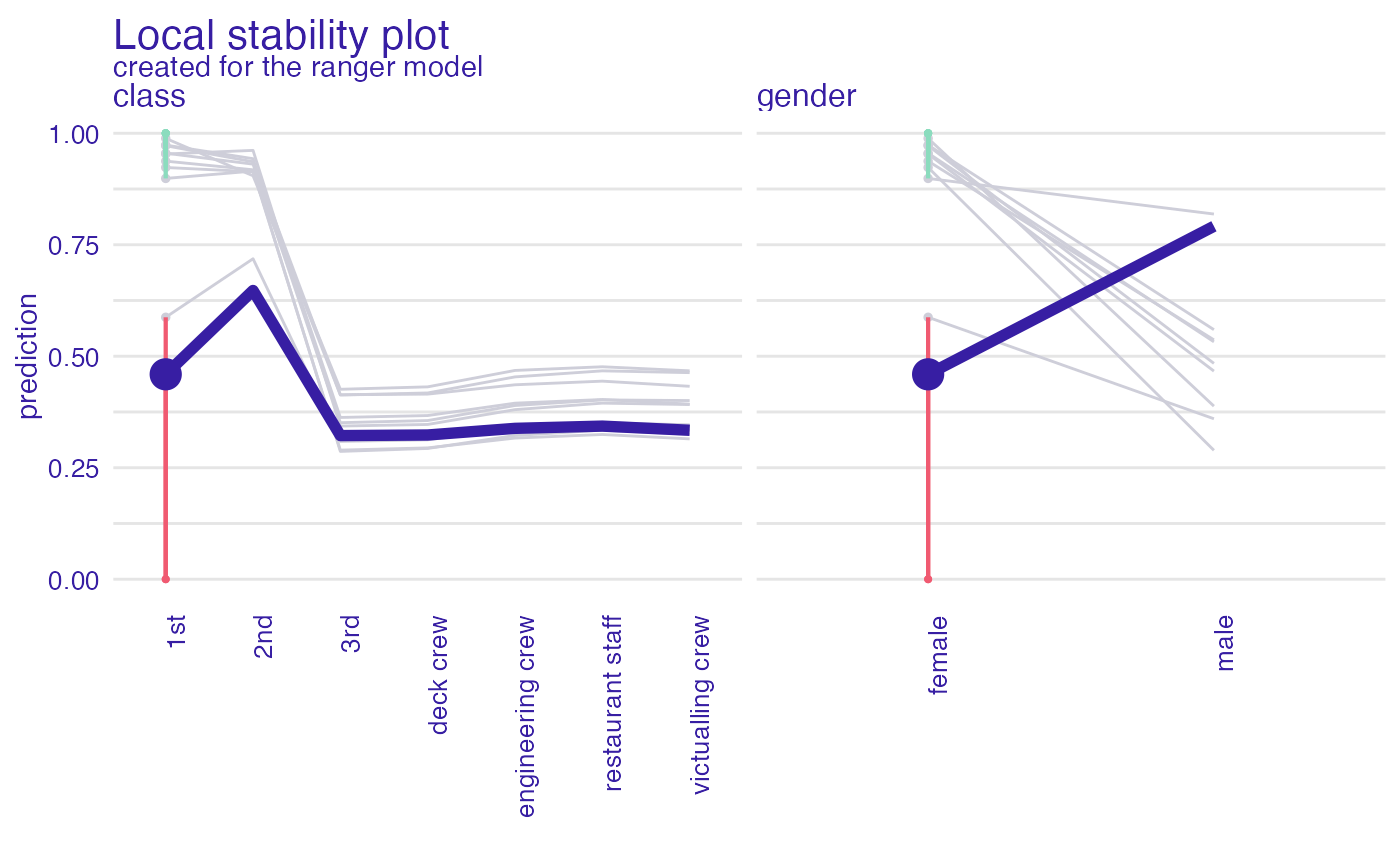 Local stability plot
created for the ranger model
class
gender
prediction
1.00
0.75
0.50
0.25
0.00
1st
2nd
3rd
deck crew
engineering crew
restaurant staff
victualling crew
female
male